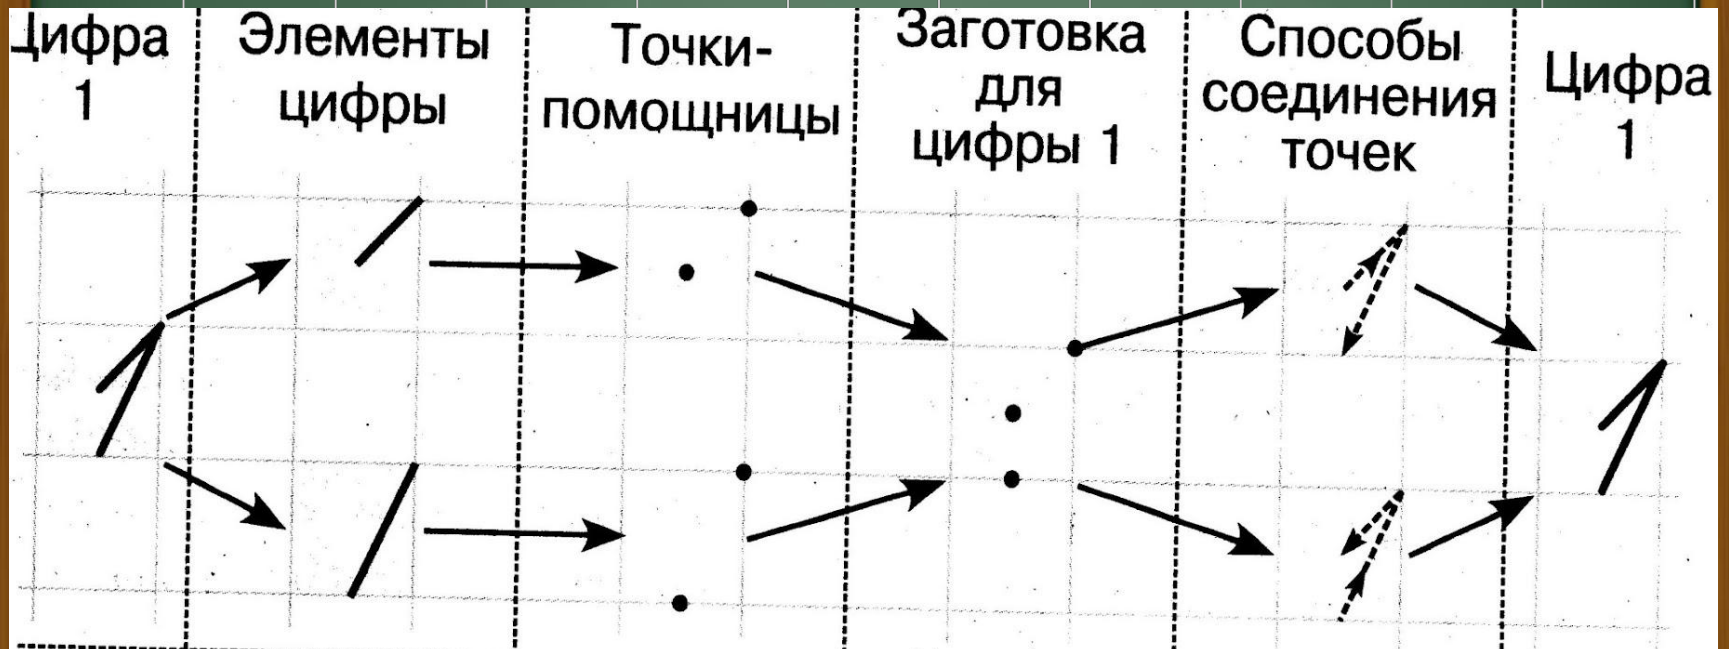 Цифра
1
Элементы
цифры
Точки-
помощницы
Заготовка
для
цифры 1
Способы
соединения
точек
Цифра
1